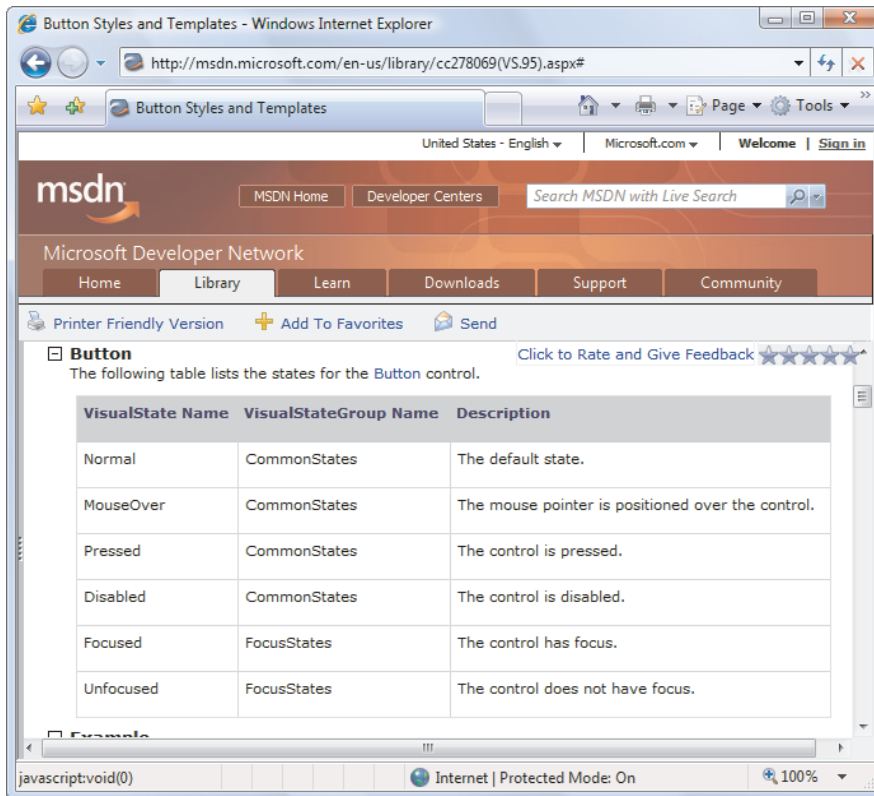 Button Styles and Templates - Windows Internet Explorer
http://msdn.microsoft.com/en-us/library/cc278069(VS.95).aspx#
Button Styles and Templates
Page
Tools
United States - English
Microsoft.com
Welcome | Sign in
msdn
MSDN Home
Developer Centers
Search MSDN with Live Search
Microsoft Developer Network
Home
Library
Learn
Downloads
Support
Community
Printer Friendly Version
Add To Favorites
Send
Button
Click to Rate and Give Feedback
The following table lists the states for the Button control.
VisualState Name VisualStateGroup Name Description
Normal CommonStates The default state.
MouseOver CommonStates The mouse pointer is positioned over the control.
Pressed CommonStates The control is pressed.
Disabled CommonStates The control is disabled.
Focused FocusStates The control has focus.
Unfocused FocusStates The control does not have focus.
Example
javascript:void(0)
Internet | Protected Mode: On
100%